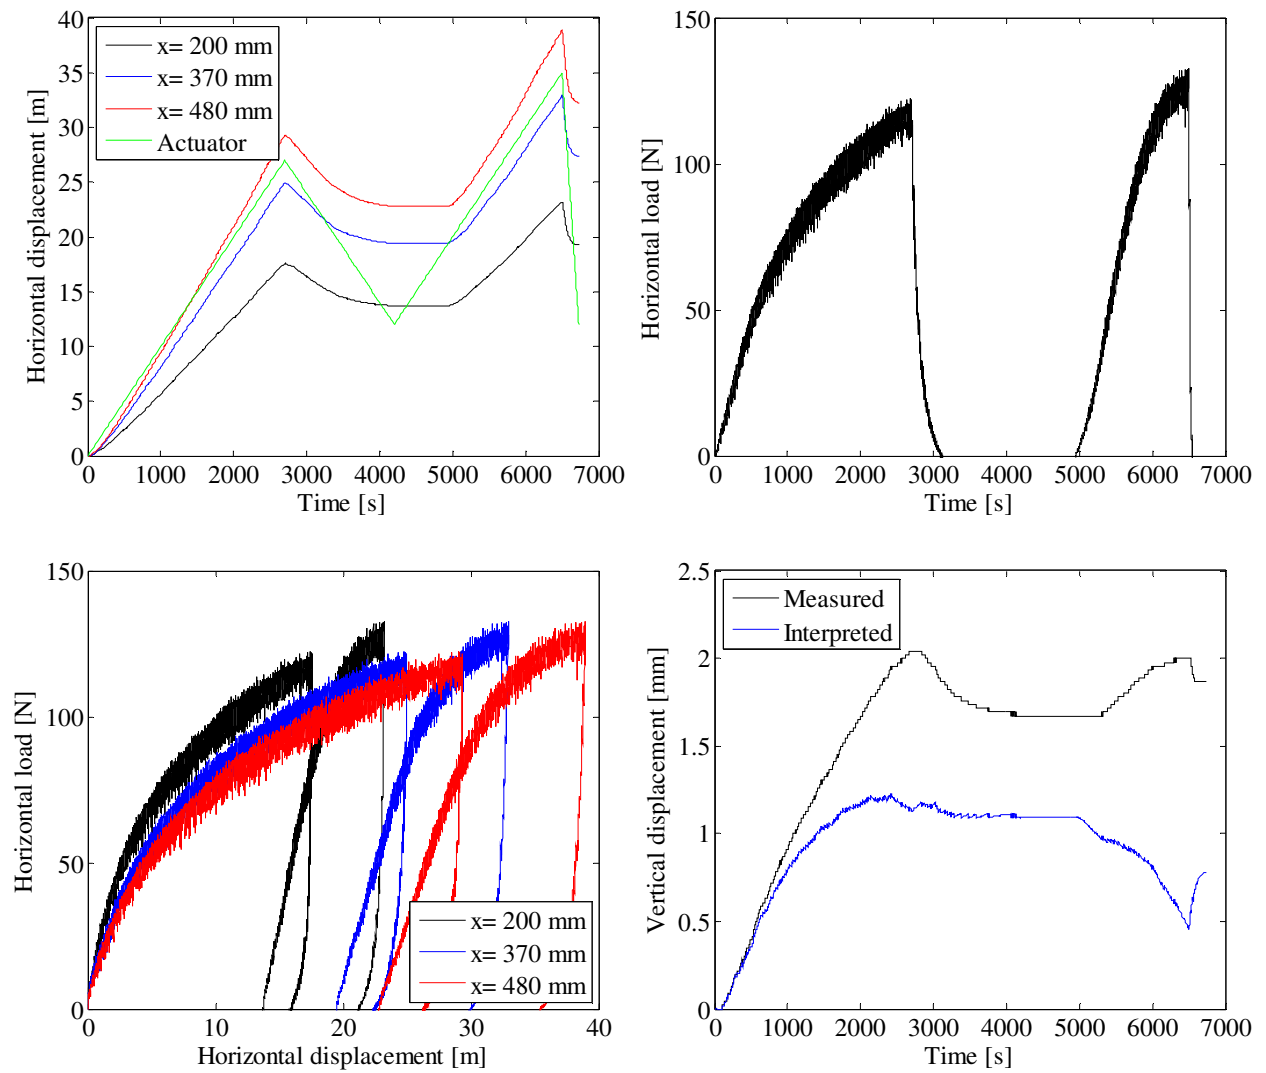 40
35
30
25
20
15
10
5
0
Horizontal displacement [m]
x= 200 mm
x= 370 mm
x= 480 mm
Actuator
0 1000 2000 3000 4000 5000 6000 7000
Time [s]
150
100
50
0
Horizontal load [N]
0 1000 2000 3000 4000 5000 6000 7000
Time [s]
150
100
50
0
Horizontal load [N]
x= 200 mm
x= 370 mm
x= 480 mm
0 10 20 30 40
Horizontal displacement [m]
2.5
2
1.5
1
0.5
0
Vertical displacement [mm]
Measured
Interpreted
0 1000 2000 3000 4000 5000 6000 7000
Time [s]